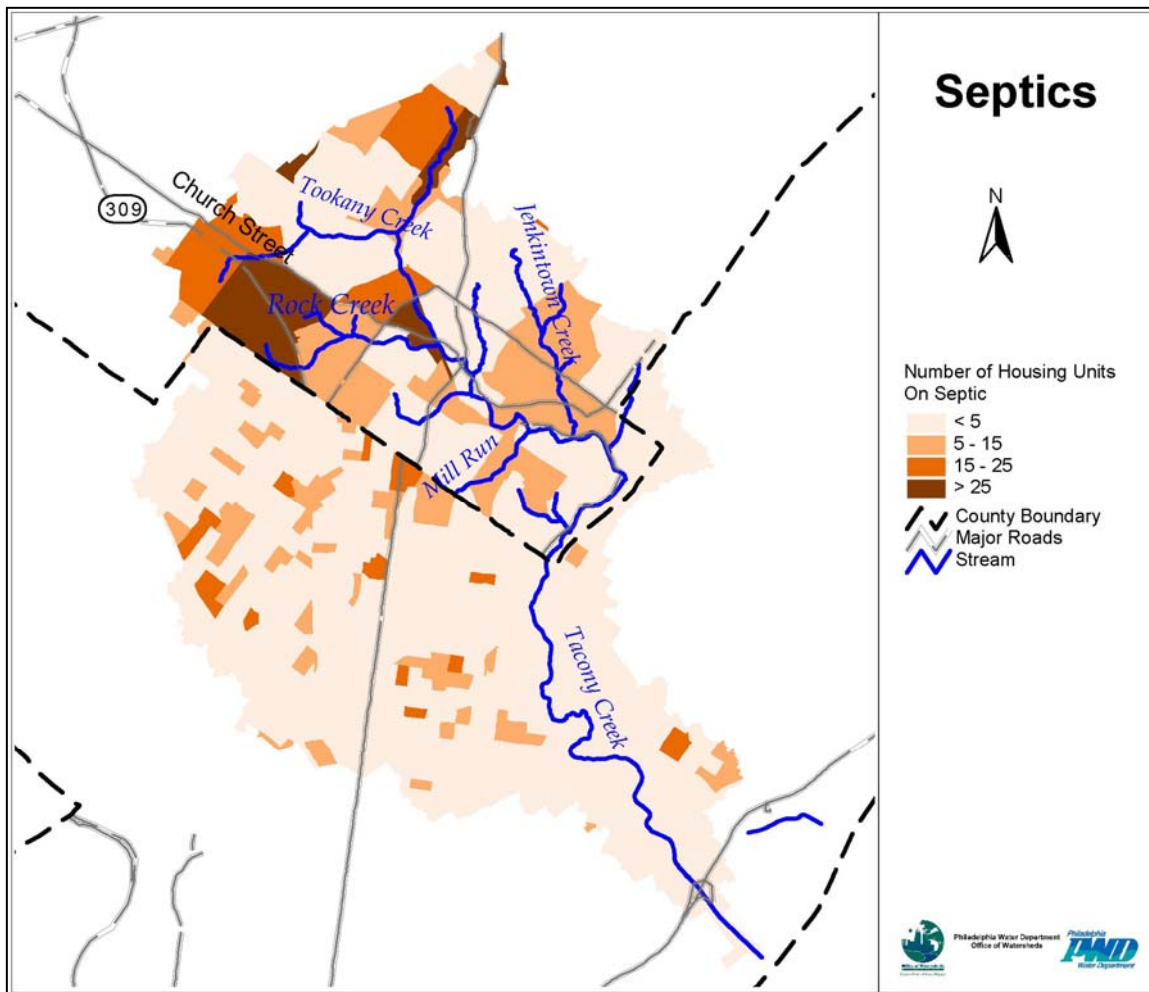 Septics
N
309
Church Street
Tookany Creek
Jenkintown Creek
Rock Creek
Mill Run
Tacony Creek
Number of Housing Units
On Septic
< 5
5 - 15
15 - 25
> 25
County Boundary
Major Roads
Stream
Philadelphia Water Department
Office of Watersheds
Philadelphia
PWD
Water Department